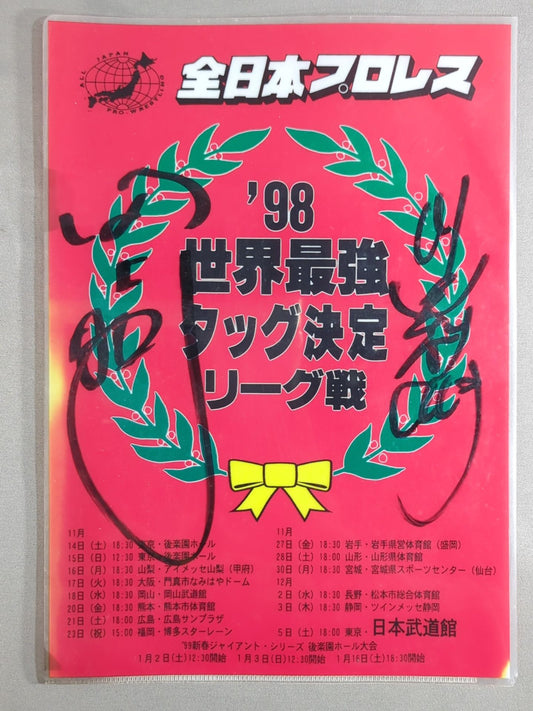 ALL JAPAN
PRO-WRESTLING
全日本プロレス
'98
世界最強
タッグ決定
リーグ戦
11月
14日(土) 18:30 東京・後楽園ホール
15日(日) 12:30 東京・後楽園ホール
16日(月) 18:30 山梨・アイメッセ山梨(甲府)
17日(火) 18:30 大阪・門真市なみはやドーム
18日(水) 18:30 岡山・岡山武道館
20日(金) 18:30 熊本・熊本市体育館
21日(土) 18:00 広島・広島サンプラザ
23日(祝) 15:00 福岡・博多スターレーン
11月
27日(金) 18:30 岩手・岩手県営体育館(盛岡)
28日(土) 18:00 山形・山形県体育館
30日(月) 18:30 宮城・宮城県スポーツセンター(仙台)
12月
2日(水) 18:30 長野・松本市総合体育館
3日(木) 18:30 静岡・ツインメッセ静岡
5日(土) 18:00 東京・日本武道館
'99新春ジャイアント・シリーズ 後楽園ホール大会
1月2日(土)12:30開始 1月3日(日)12:30開始 1月15日(土)18:30開始